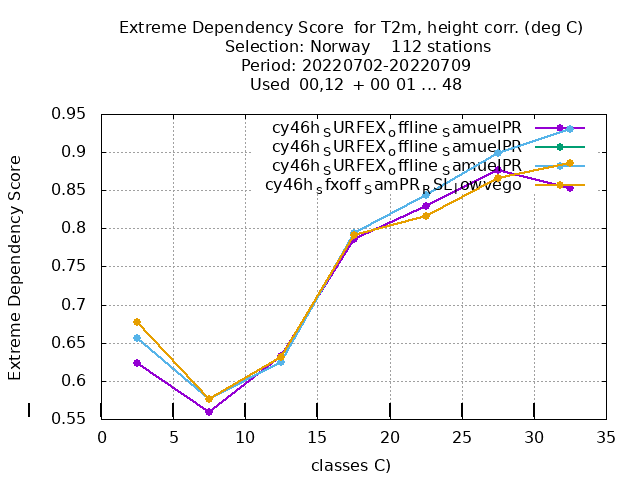 Extreme Dependency Score  for T2m, height corr. (deg C)
Selection: Norway    112 stations
Period: 20220702-20220709
Used  00,12  + 00 01 ... 48
cy46h_SURFEX_offline_SamuelPR
cy46h_SURFEX_offline_SamuelPR
cy46h_SURFEX_offline_SamuelPR
cy46h_sfxoff_SamPR_RSL_lowvego
0.95
0.9
0.85
0.8
0.75
0.7
0.65
0.6
0.55
Extreme Dependency Score
0 5 10 15 20 25 30 35
classes C)